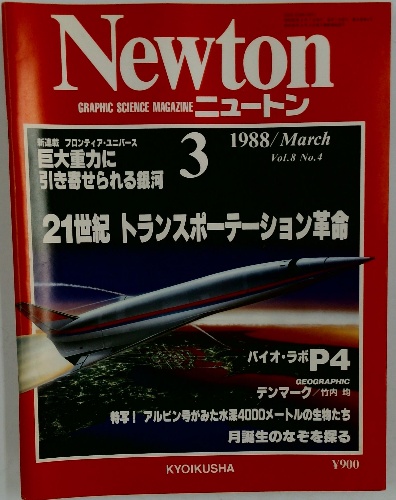 Newton
GRAPHIC SCIENCE MAGAZINE ニュートン
新連載 フロンティア・ユニバース
巨大重力に
引き寄せられる銀河
3
1988/March
Vol.8 No.4
21世紀 トランスポーテーション革命
バイオ・ラボP4
GEOGRAPHIC
デンマーク/竹内 均
特写! アルビン号がみた水深4000メートルの生物たち
月誕生のなぞを探る
KYOIKUSHA
¥900